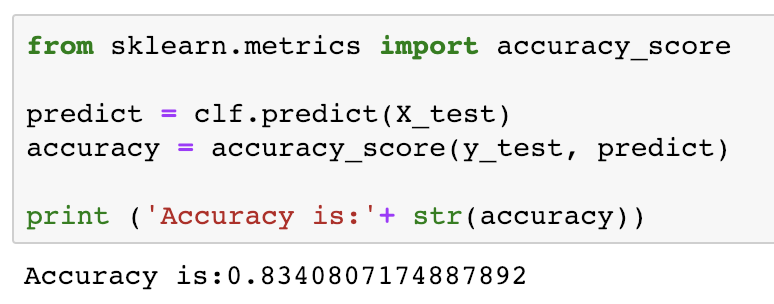 from sklearn.metrics import accuracy_score
predict = clf.predict(X_test)
accuracy = accuracy_score(y_test, predict)
print ('Accuracy is:'+ str(accuracy))
Accuracy is:0.8340807174887892